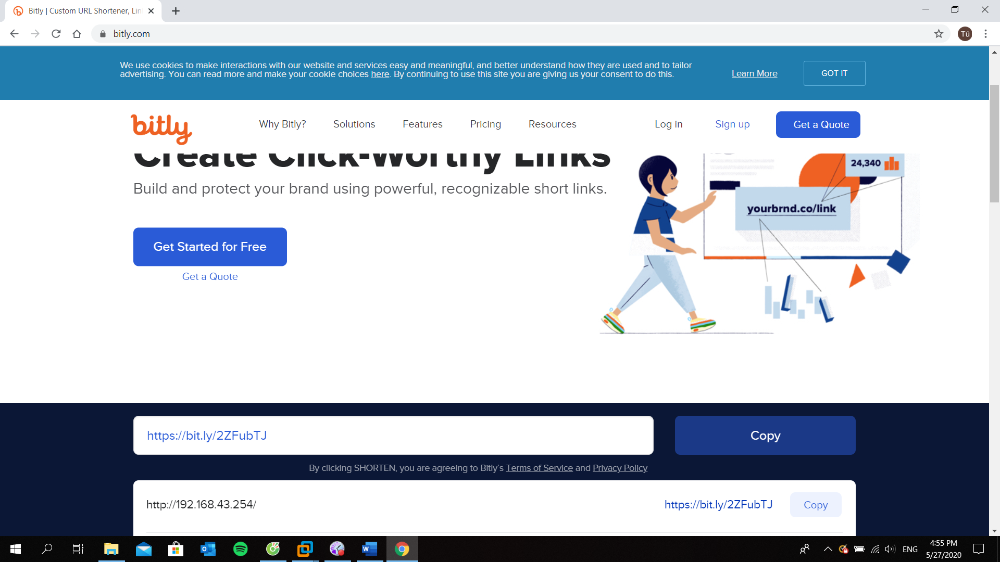 Bitly | Custom URL Shortener, Lin
bitly.com
Tú
We use cookies to make interactions with our website and services easy and meaningful, and better understand how they are used and to tailor
advertising. You can read more and make your cookie choices here. By continuing to use this site you are giving us your consent to do this.
Learn More
GOT IT
bitly
Why Bitly?
Solutions
Features
Pricing
Resources
Log in
Sign up
Get a Quote
Create Click-Worthy Links
Build and protect your brand using powerful, recognizable short links.
24,340
yourbrnd.co/link
Get Started for Free
Get a Quote
https://bit.ly/2ZFubTJ
Copy
By clicking SHORTEN, you are agreeing to Bitly's Terms of Service and Privacy Policy
http://192.168.43.254/
https://bit.ly/2ZFubTJ
Copy
ENG
4:55 PM
5/27/2020